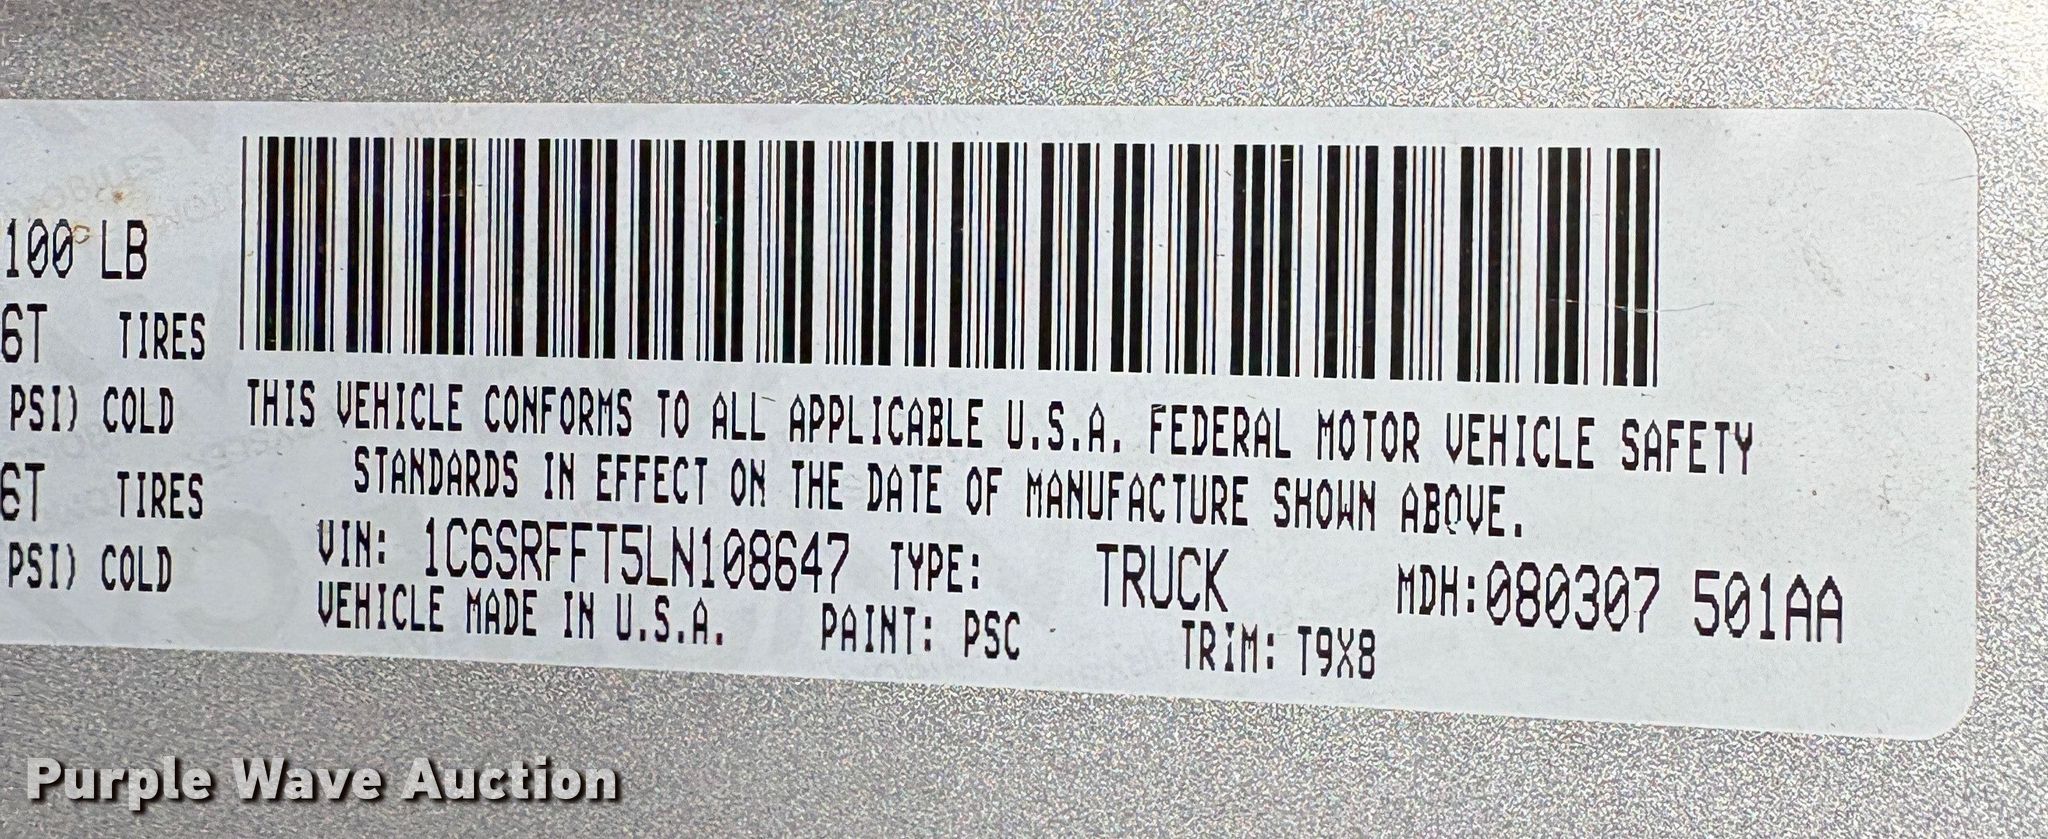 100 LB
6T TIRES
PSI) COLD
6T TIRES
PSI) COLD
THIS VEHICLE CONFORMS TO ALL APPLICABLE U.S.A. FEDERAL MOTOR VEHICLE SAFETY
STANDARDS IN EFFECT ON THE DATE OF MANUFACTURE SHOWN ABOVE.
VIN: 1C6SRFFT5LN108647 TYPE: TRUCK MDH:080307 501AA
VEHICLE MADE IN U.S.A. PAINT: PSC TRIM: T9X8
Purple Wave Auction